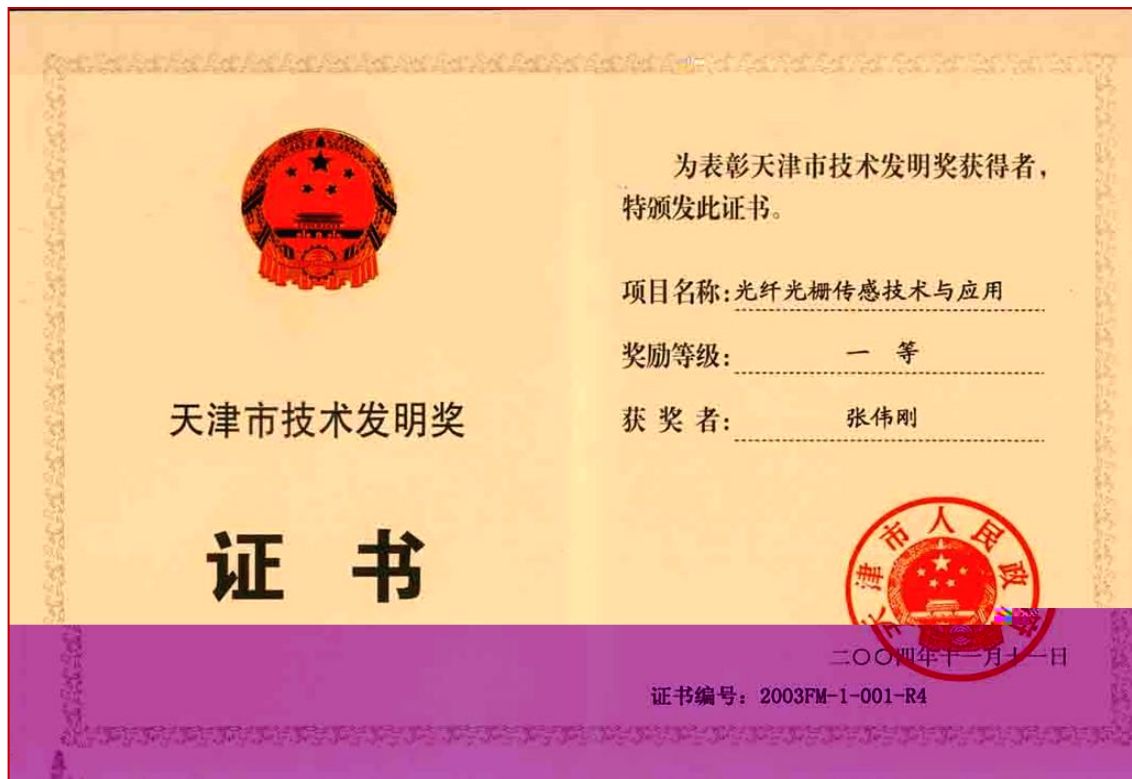 天津市技术发明奖
证 书
为表彰天津市技术发明奖获得者，
特颁发此证书。
项目名称：光纤光栅传感技术与应用
奖励等级： 一 等
获 奖 者： 张伟刚
天津市人民政府
二〇〇四年十一月十一日
证书编号：2003FM-1-001-R4